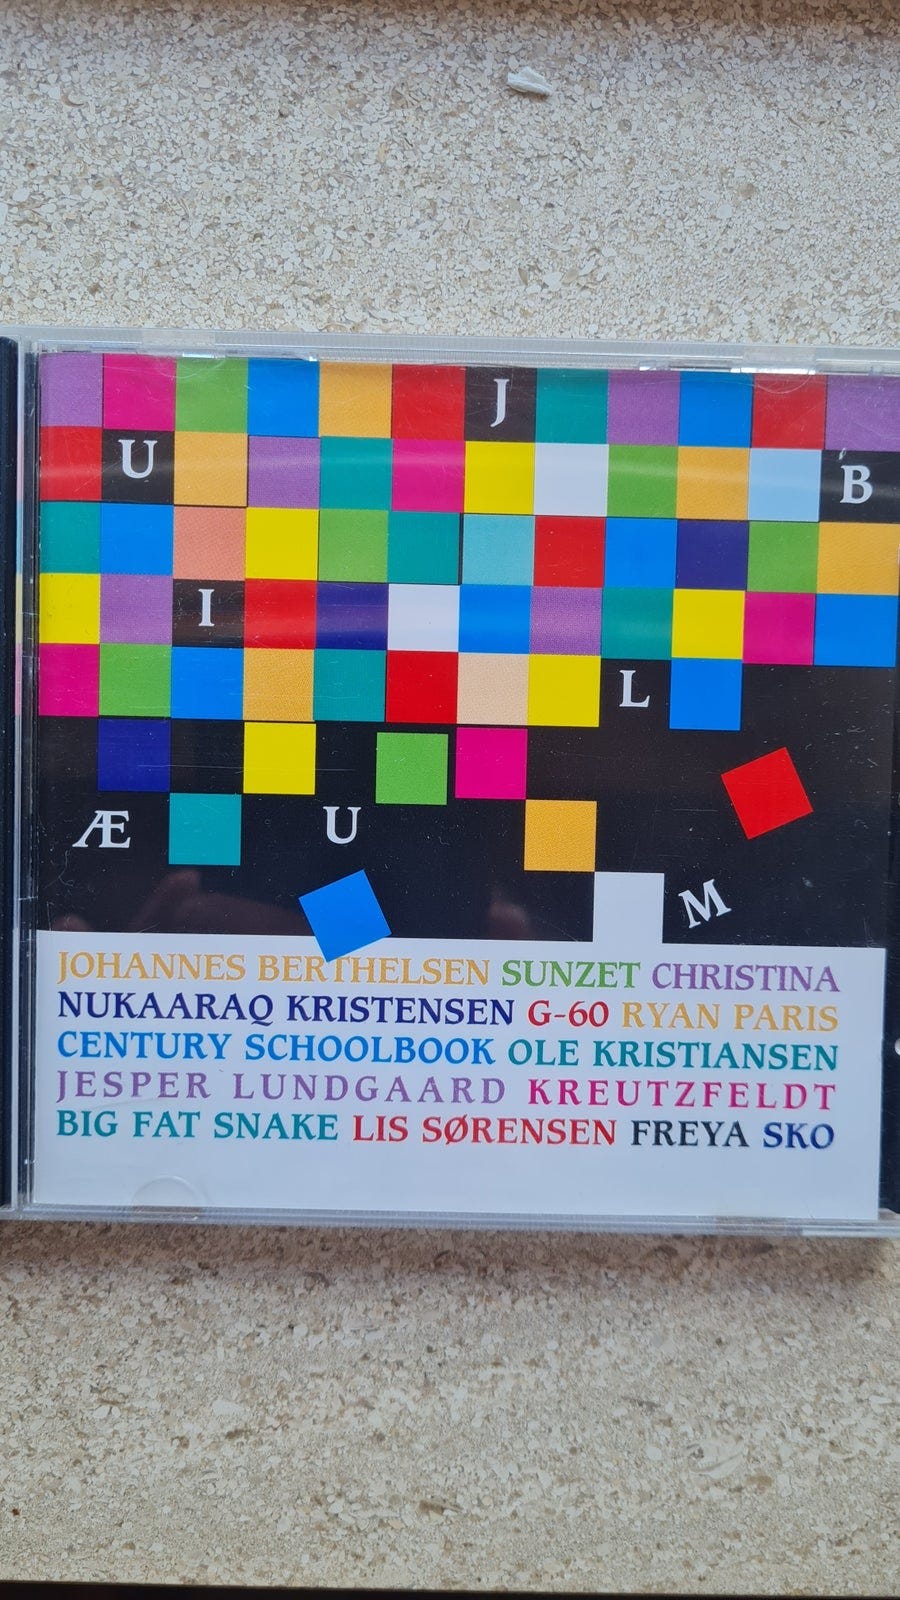 J
U
B
I
L
Æ
U
M
JOHANNES BERTHELSEN SUNZET CHRISTINA
NUKAARAQ KRISTENSEN G-60 RYAN PARIS
CENTURY SCHOOLBOOK OLE KRISTIANSEN
JESPER LUNDGAARD KREUTZFELDT
BIG FAT SNAKE LIS SØRENSEN FREYA SKO